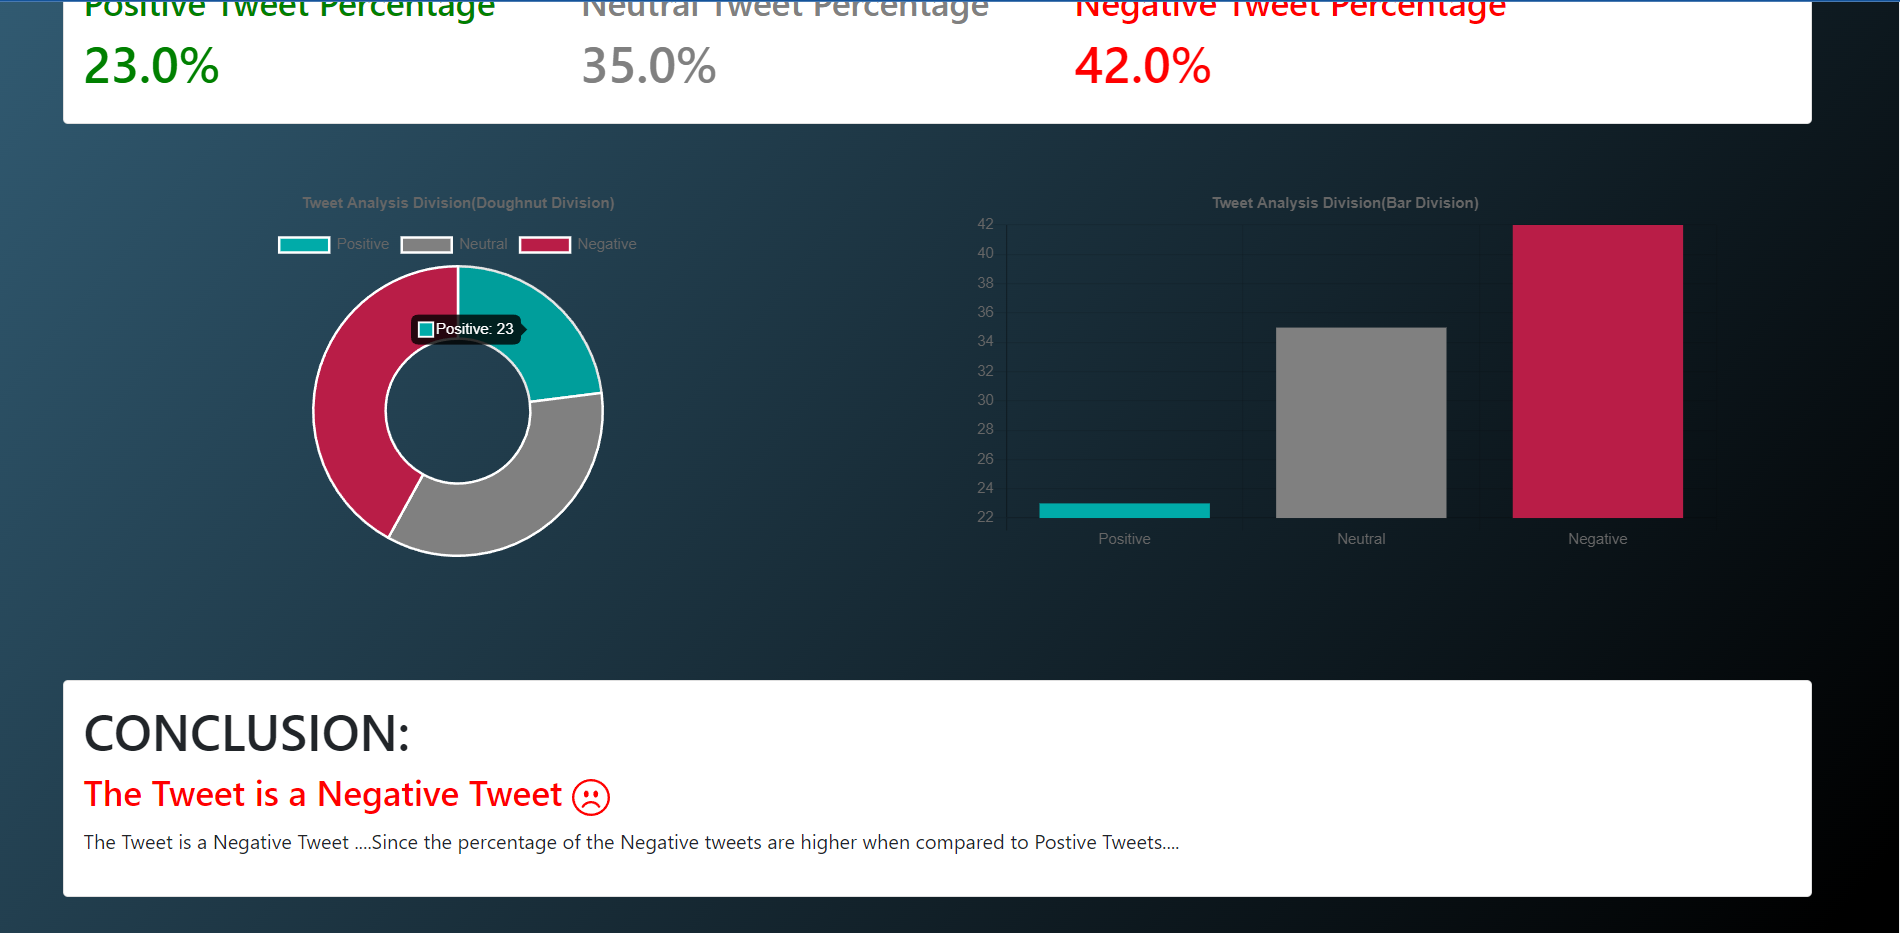 Positive Tweet Percentage
Neutral Tweet Percentage
Negative Tweet Percentage
23.0%
35.0%
42.0%
Tweet Analysis Division(Doughnut Division)
Positive
Neutral
Negative
Positive: 23
Tweet Analysis Division(Bar Division)
42
40
38
36
34
32
30
28
26
24
22
Positive
Neutral
Negative
CONCLUSION:
The Tweet is a Negative Tweet
The Tweet is a Negative Tweet ....Since the percentage of the Negative tweets are higher when compared to Postive Tweets....